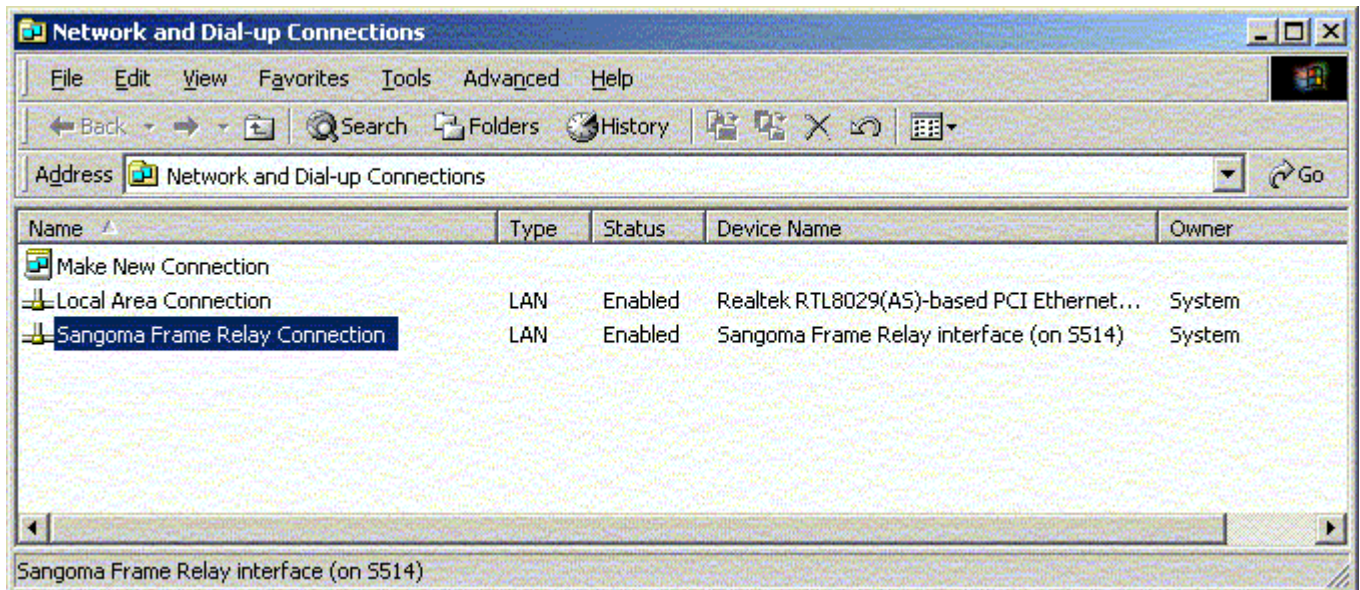 Network and Dial-up Connections
File Edit View Favorites Tools Advanced Help
Back Search Folders History
Address Network and Dial-up Connections Go
Name Type Status Device Name Owner
Make New Connection
Local Area Connection LAN Enabled Realtek RTL8029(AS)-based PCI Ethernet... System
Sangoma Frame Relay Connection LAN Enabled Sangoma Frame Relay interface (on S514) System
Sangoma Frame Relay interface (on S514)